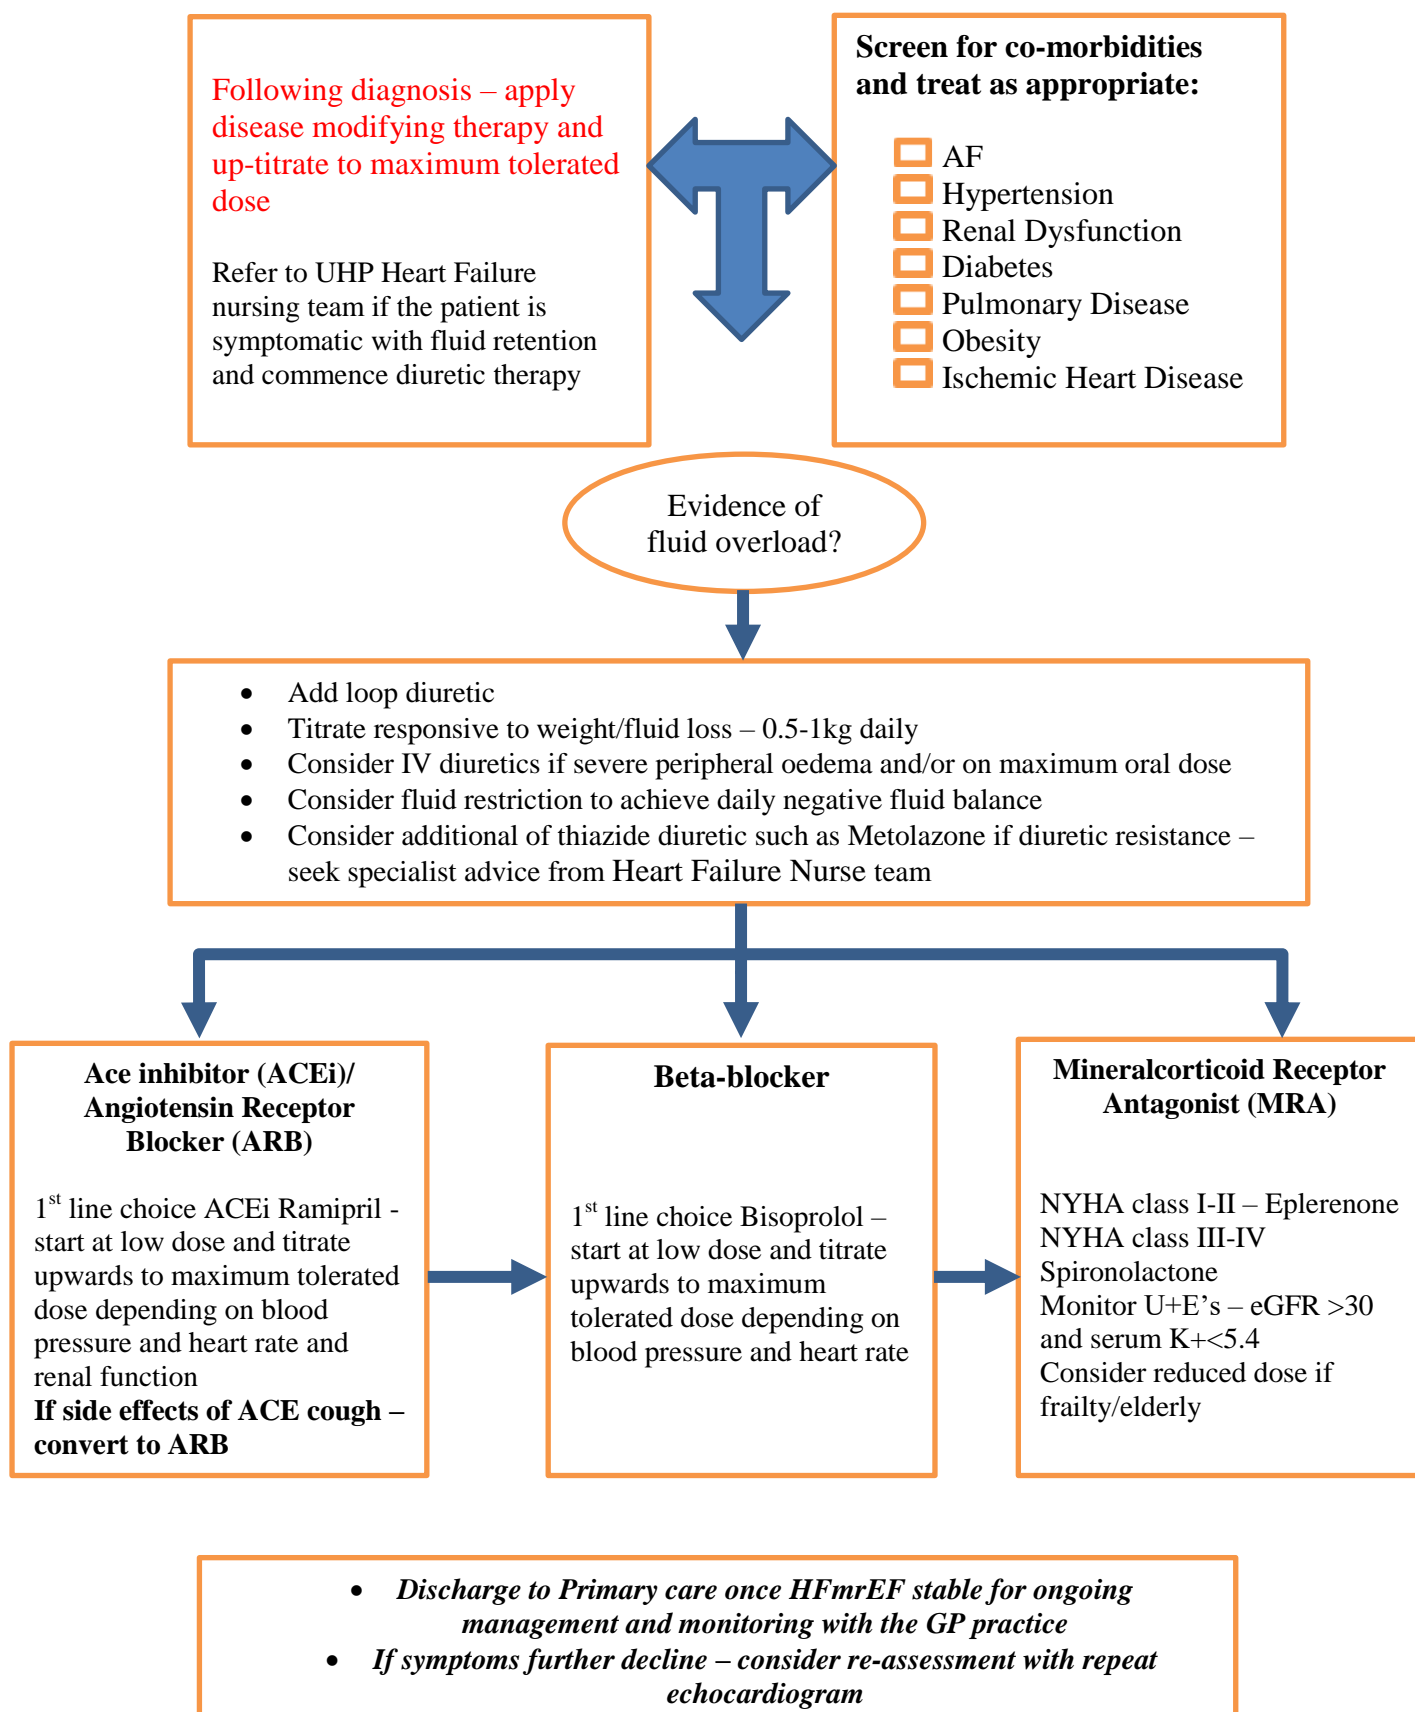 Following diagnosis – apply
disease modifying therapy and
up-titrate to maximum tolerated
dose
Refer to UHP Heart Failure
nursing team if the patient is
symptomatic with fluid retention
and commence diuretic therapy
Screen for co-morbidities
and treat as appropriate:
AF
Hypertension
Renal Dysfunction
Diabetes
Pulmonary Disease
Obesity
Ischemic Heart Disease
Evidence of
fluid overload?
• Add loop diuretic
• Titrate responsive to weight/fluid loss – 0.5-1kg daily
• Consider IV diuretics if severe peripheral oedema and/or on maximum oral dose
• Consider fluid restriction to achieve daily negative fluid balance
• Consider additional of thiazide diuretic such as Metolazone if diuretic resistance –
seek specialist advice from Heart Failure Nurse team
Ace inhibitor (ACEi)/
Angiotensin Receptor
Blocker (ARB)
1st line choice ACEi Ramipril -
start at low dose and titrate
upwards to maximum tolerated
dose depending on blood
pressure and heart rate and
renal function
If side effects of ACE cough –
convert to ARB
Beta-blocker
1st line choice Bisoprolol –
start at low dose and titrate
upwards to maximum
tolerated dose depending on
blood pressure and heart rate
Mineralcorticoid Receptor
Antagonist (MRA)
NYHA class I-II – Eplerenone
NYHA class III-IV
Spironolactone
Monitor U+E’s – eGFR >30
and serum K+<5.4
Consider reduced dose if
frailty/elderly
• Discharge to Primary care once HFmrEF stable for ongoing
management and monitoring with the GP practice
• If symptoms further decline – consider re-assessment with repeat
echocardiogram